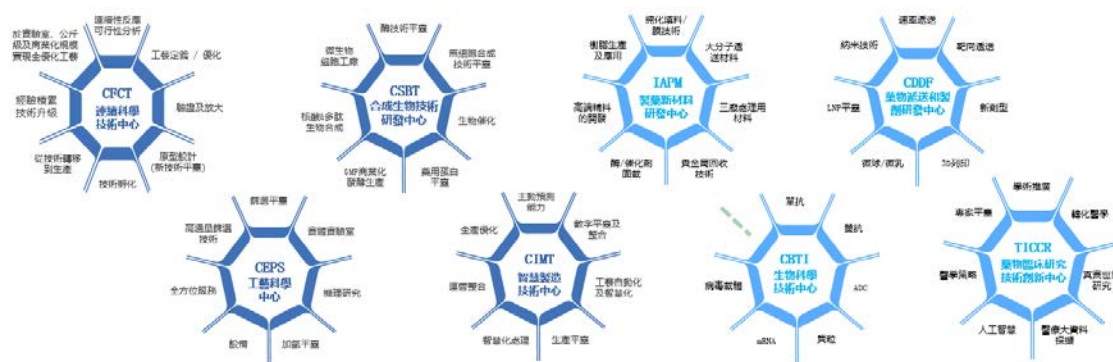 連續性反應
可行性分析
工藝定義 / 優化
驗證及放大
原型設計
(新技術平臺)
技術孵化
從技術轉移
到生產
經驗積累
技術升級
於實驗室、公斤
級及商業化規模
實現全優化工藝
CFCT
連續科學
技術中心
酶技術平臺
無細胞合成
技術平臺
生物催化
藥用蛋白
平臺
GMP商業化
發酵生產
核酸&多肽
生物合成
微生物
細胞工廠
CSBT
合成生物技術
研發中心
純化填料/
膜技術
大分子遞
送材料
三廢處理用
材料
貴金屬回收
技術
酶/催化劑
固載
高端輔料
的開發
樹脂生產
及應用
IAPM
製藥新材料
研發中心
速率遞送
靶向遞送
新劑型
3D列印
微球/微乳
LNP平臺
納米技術
CDDF
藥物遞送和製
劑研發中心
篩選平臺
實體實驗室
機理研究
加氫平臺
設備
全方位服務
高通量篩選
技術
CEPS
工藝科學
中心
主動預測
能力
數字平臺及
整合
工藝自動化
及智慧化
生產平臺
智慧化處理
運營整合
全產優化
CIMT
智慧製造
技術中心
單抗
雙抗
ADC
質粒
mRNA
病毒載體
CBTI
生物科學
技術中心
學術推廣
轉化醫學
真實世界
研究
醫療大資料
挖掘
人工智慧
醫學策略
專家平臺
TICCR
藥物臨床研究
技術創新中心